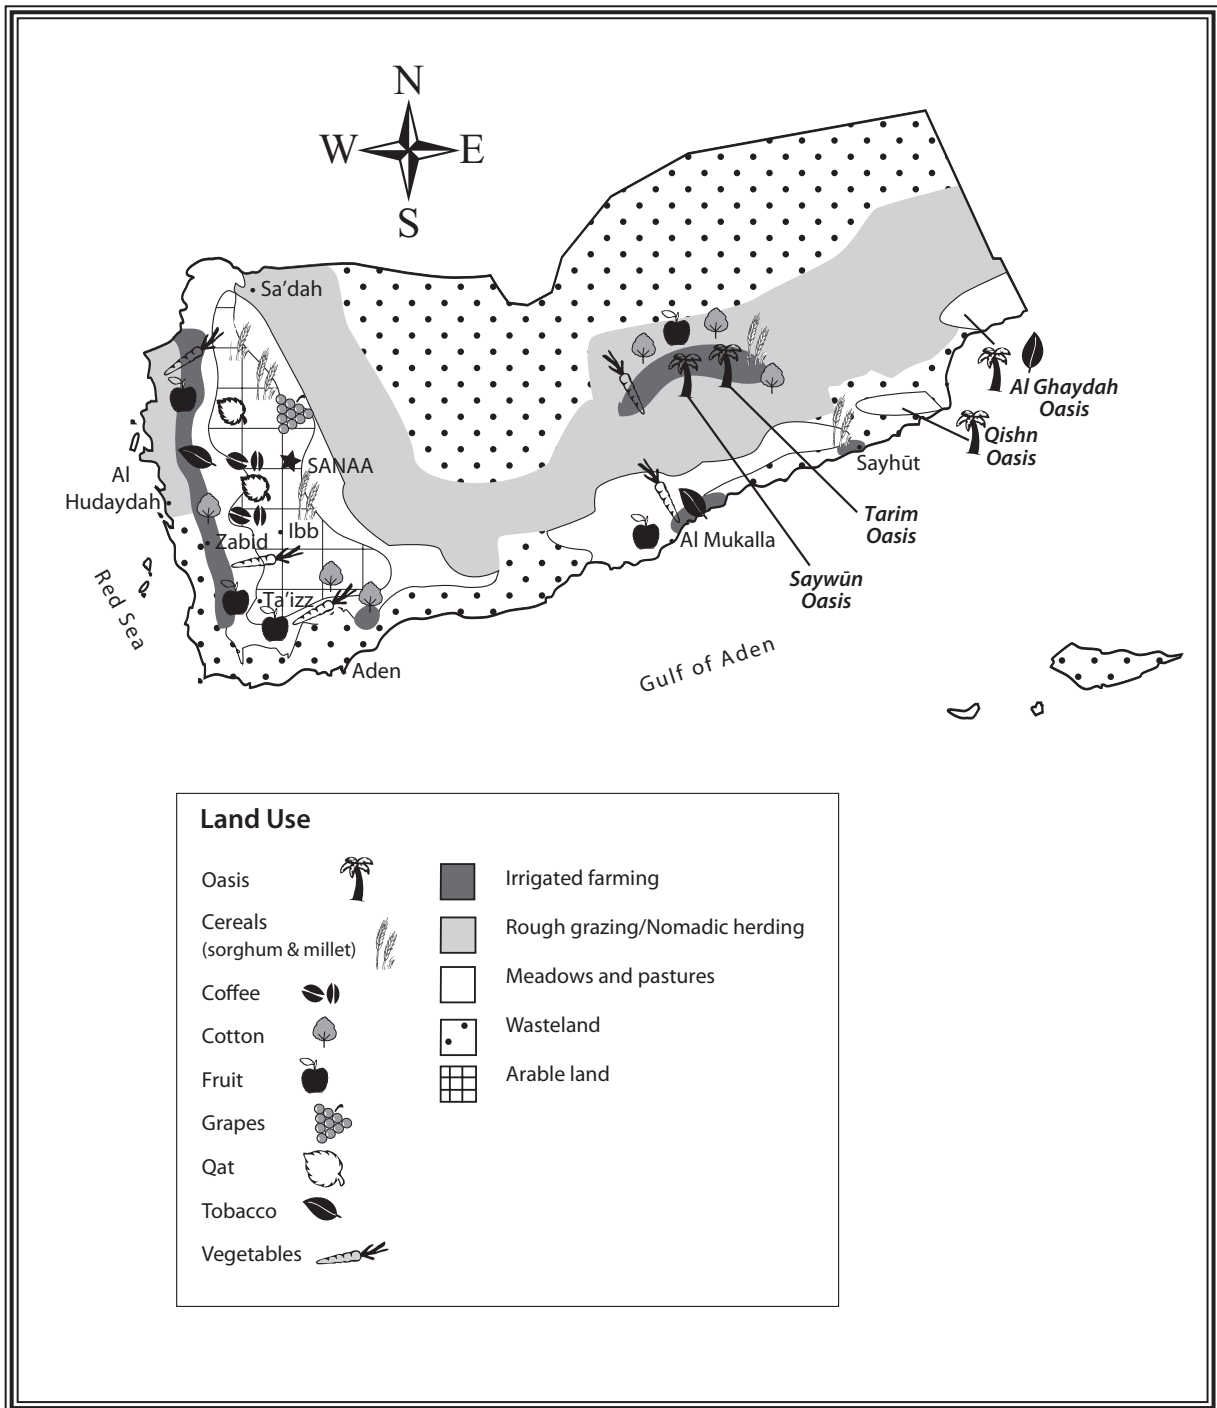 N
W E
S
Sa'dah
Al
Hudaydah
SANAA
Ibb
Zabid
Ta'izz
Aden
Red Sea
Gulf of Aden
Al Mukalla
Sayhūt
Saywūn
Oasis
Tarim
Oasis
Qishn
Oasis
Al Ghaydah
Oasis
Land Use
Oasis
Cereals
(sorghum & millet)
Coffee
Cotton
Fruit
Grapes
Qat
Tobacco
Vegetables
Irrigated farming
Rough grazing/Nomadic herding
Meadows and pastures
Wasteland
Arable land